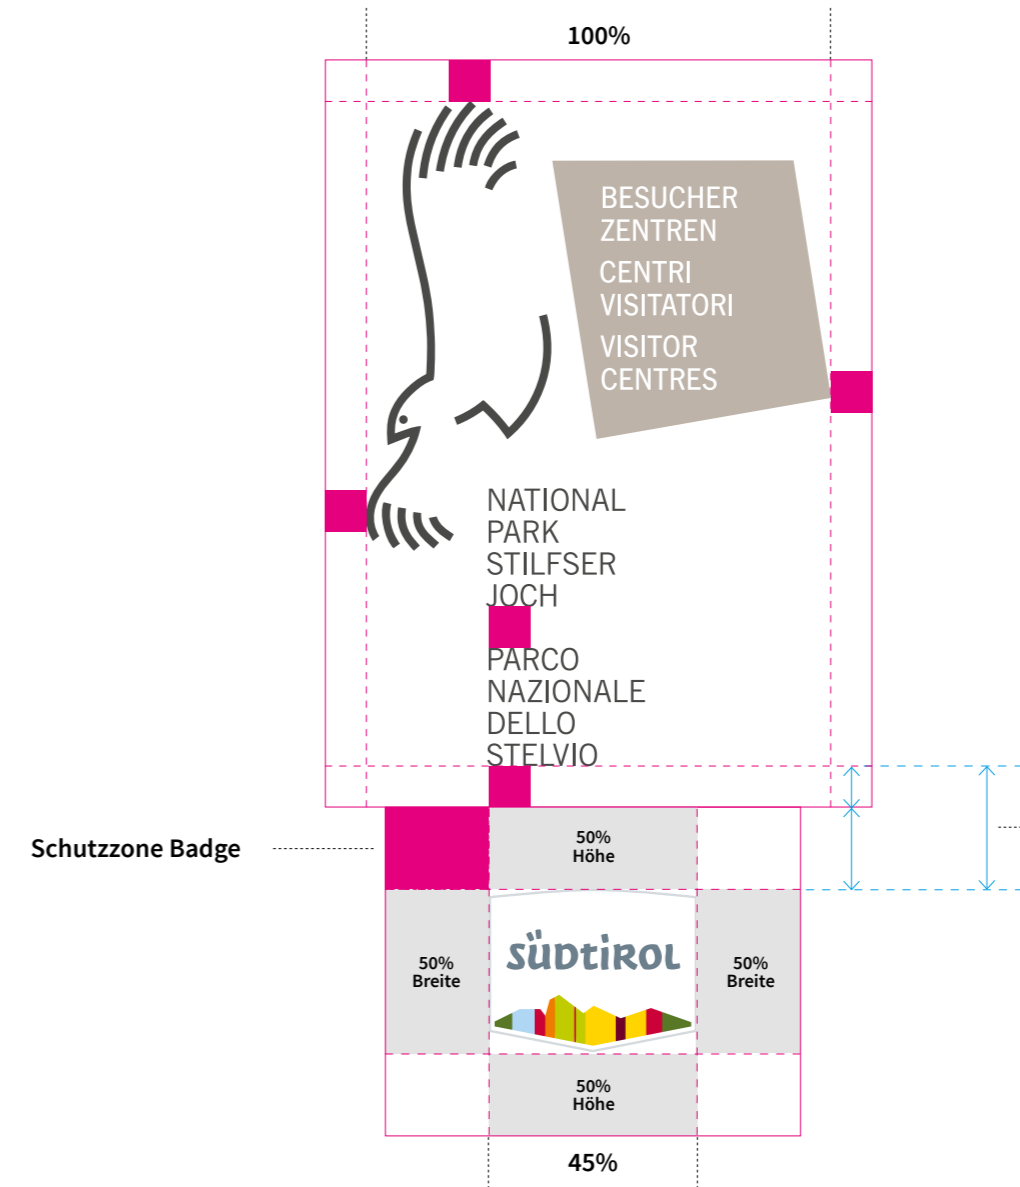 100%
BESUCHER
ZENTREN
CENTRI
VISITATORI
VISITOR
CENTRES
NATIONAL
PARK
STILFSER
JOCH
PARCO
NAZIONALE
DELLO
STELVIO
Schutzzone Badge
50%
Höhe
50%
Breite
SÜDTiROL
50%
Breite
50%
Höhe
45%